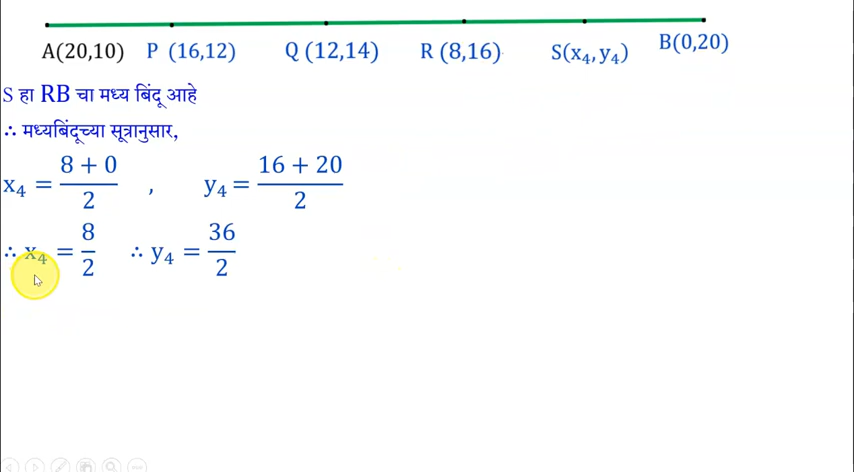 A(20,10) P (16,12) Q (12,14) R (8,16) S(x₄,y₄) B(0,20)
S हा RB चा मध्य बिंदू आहे
∴ मध्यबिंदूच्या सूत्रानुसार,
x₄ = (8 + 0)/2 , y₄ = (16 + 20)/2
∴ x₄ = 8/2 ∴ y₄ = 36/2